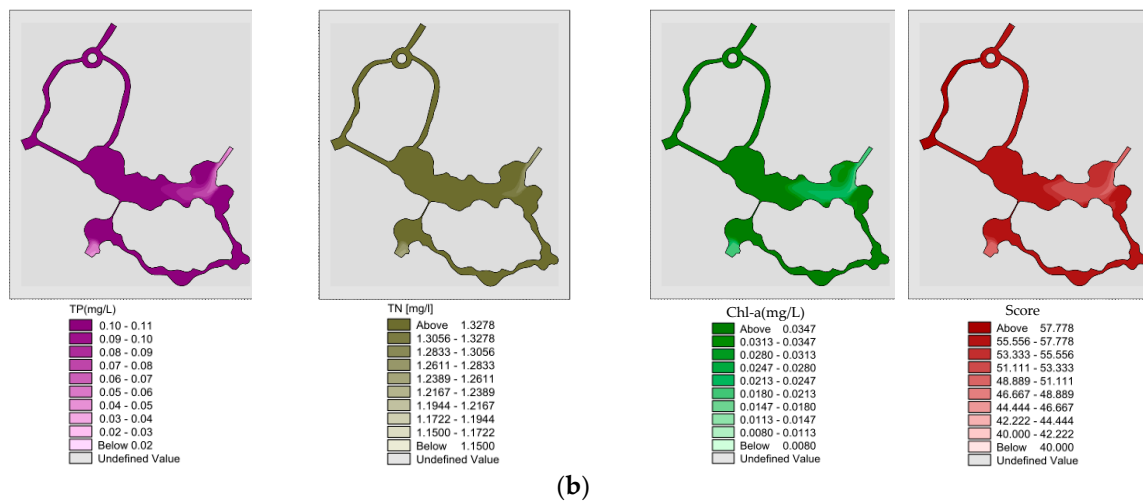 TP(mg/L)
0.10 - 0.11
0.09 - 0.10
0.08 - 0.09
0.07 - 0.08
0.06 - 0.07
0.05 - 0.06
0.04 - 0.05
0.03 - 0.04
0.02 - 0.03
Below 0.02
Undefined Value
TN [mg/l]
Above 1.3278
1.3056 - 1.3278
1.2833 - 1.3056
1.2611 - 1.2833
1.2389 - 1.2611
1.2167 - 1.2389
1.1944 - 1.2167
1.1722 - 1.1944
1.1500 - 1.1722
Below 1.1500
Undefined Value
Chl-a(mg/L)
Above 0.0347
0.0313 - 0.0347
0.0280 - 0.0313
0.0247 - 0.0280
0.0213 - 0.0247
0.0180 - 0.0213
0.0147 - 0.0180
0.0113 - 0.0147
0.0080 - 0.0113
Below 0.0080
Undefined Value
Score
Above 57.778
55.556 - 57.778
53.333 - 55.556
51.111 - 53.333
48.889 - 51.111
46.667 - 48.889
44.444 - 46.667
42.222 - 44.444
40.000 - 42.222
Below 40.000
Undefined Value
(b)